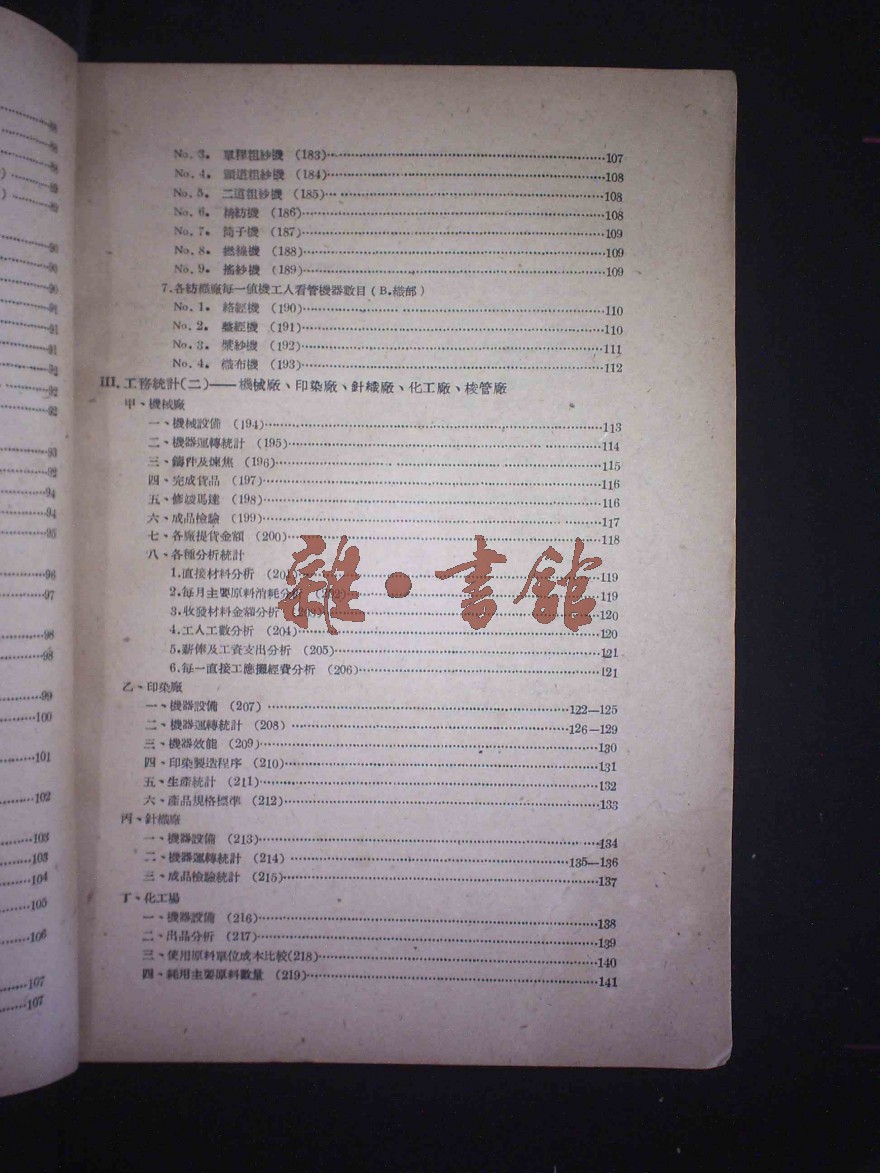 No. 3. 單程粗紗機 (183)……107
No. 4. 頭道粗紗機 (184)……108
No. 5. 二道粗紗機 (185)……108
No. 6. 精紡機 (186)……108
No. 7. 筒子機 (187)……109
No. 8. 撚線機 (188)……109
No. 9. 搖紗機 (189)……109
7.各紡織廠每一值機工人看管機器數目(B.織部)
No. 1. 絡經機 (190)……110
No. 2. 整經機 (191)……110
No. 3. 漿紗機 (192)……111
No. 4. 織布機 (193)……112
III.工務統計(二)——機械廠、印染廠、針織廠、化工廠、梭管廠
甲、機械廠
一、機械設備 (194)……113
二、機器運轉統計 (195)……114
三、鑄件及煉焦 (196)……115
四、完成貨品 (197)……116
五、修誠馬達 (198)……116
六、成品檢驗 (199)……117
七、各廠提貨金額 (200)……118
八、各種分析統計
1.直接材料分析 (201)……119
2.每月主要原料消耗分析 (202)……119
3.收發材料金額分析 (203)……120
4.工人工數分析 (204)……120
5.薪俸及工資支出分析 (205)……121
6.每一直接工應攤經費分析 (206)……121
乙、印染廠
一、機器設備 (207)……122—125
二、機器運轉統計 (208)……126—129
三、機器效能 (209)……130
四、印染製造程序 (210)……131
五、生產統計 (211)……132
六、產品規格標準 (212)……133
丙、針織廠
一、機器設備 (213)……134
二、機器運轉統計 (214)……135—136
三、成品檢驗統計 (215)……137
丁、化工場
一、機器設備 (216)……138
二、出品分析 (217)……139
三、使用原料單位成本比較(218)……140
四、耗用主要原料數量 (219)……141
雜·書館